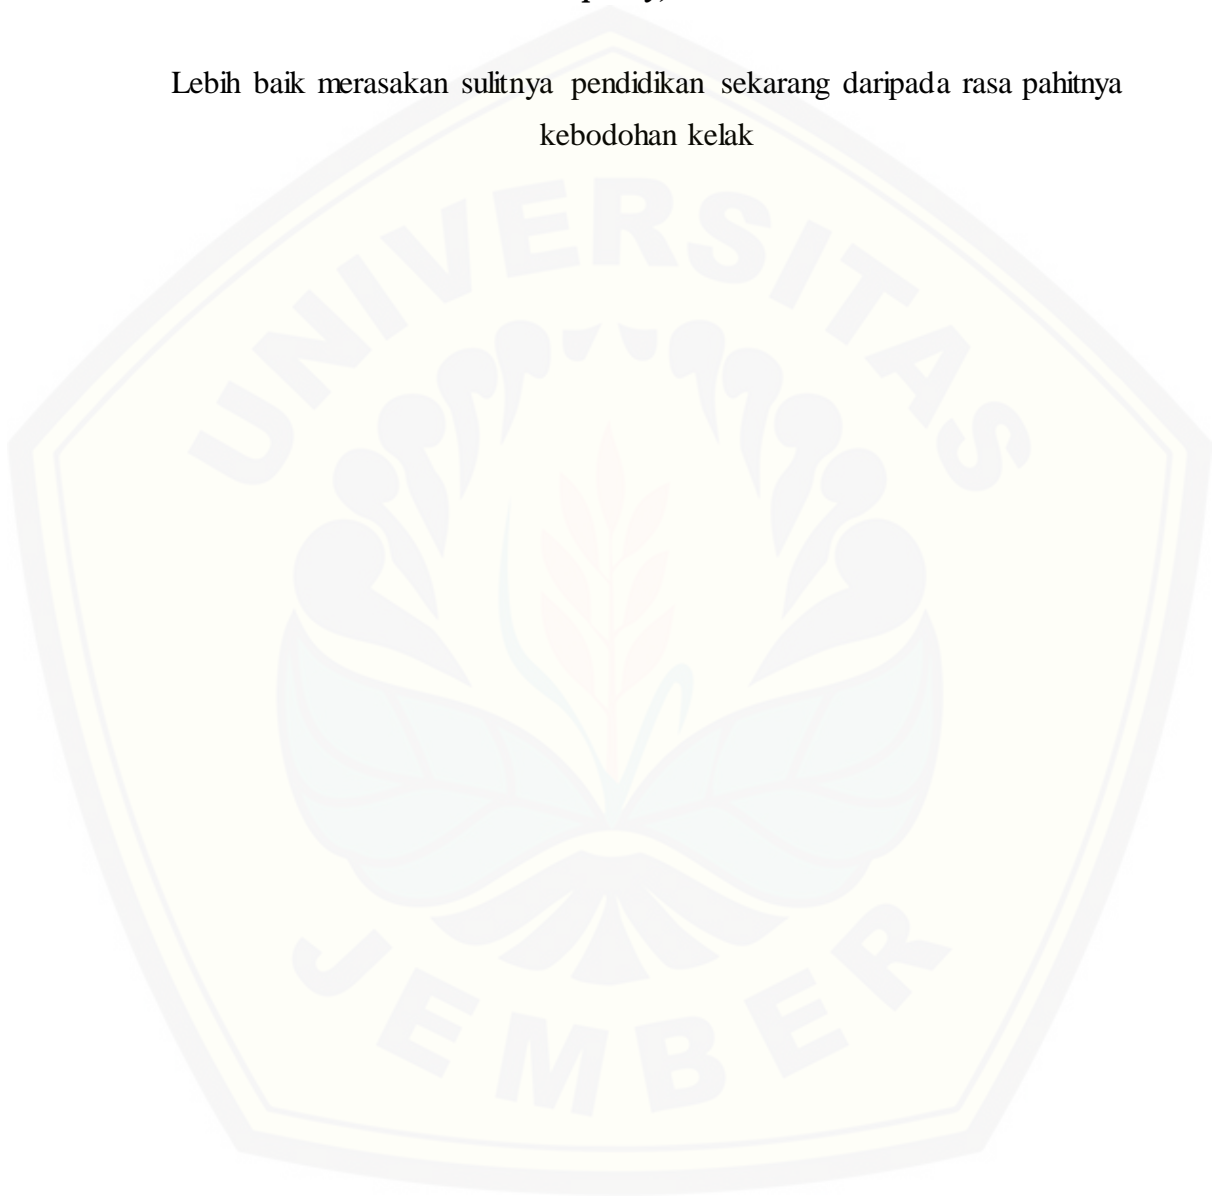 Lebih baik merasakan sulitnya pendidikan sekarang daripada rasa pahitnya
kebodohan kelak
UNIVERSITAS
JEMBER